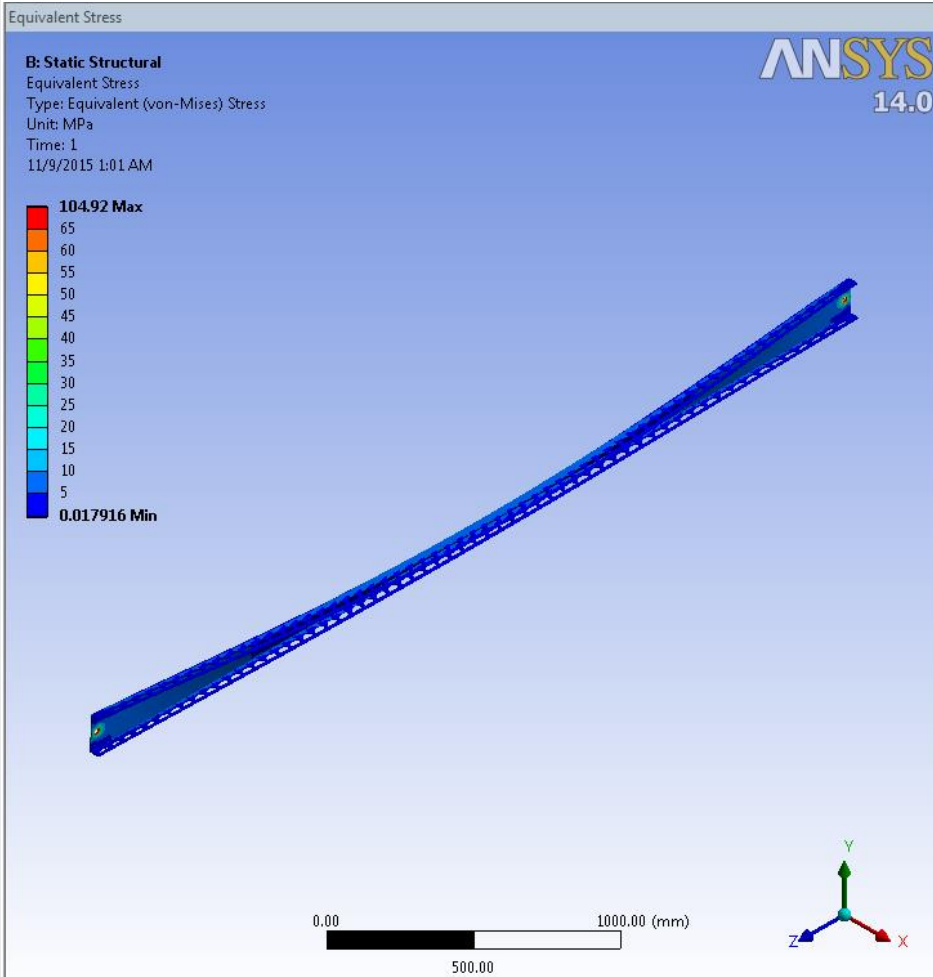 Equivalent Stress
B: Static Structural
Equivalent Stress
Type: Equivalent (von-Mises) Stress
Unit: MPa
Time: 1
11/9/2015 1:01 AM
ANSYS
14.0
104.92 Max
65
60
55
50
45
40
35
30
25
20
15
10
5
0.017916 Min
Y
Z
X
0.00
1000.00 (mm)
500.00